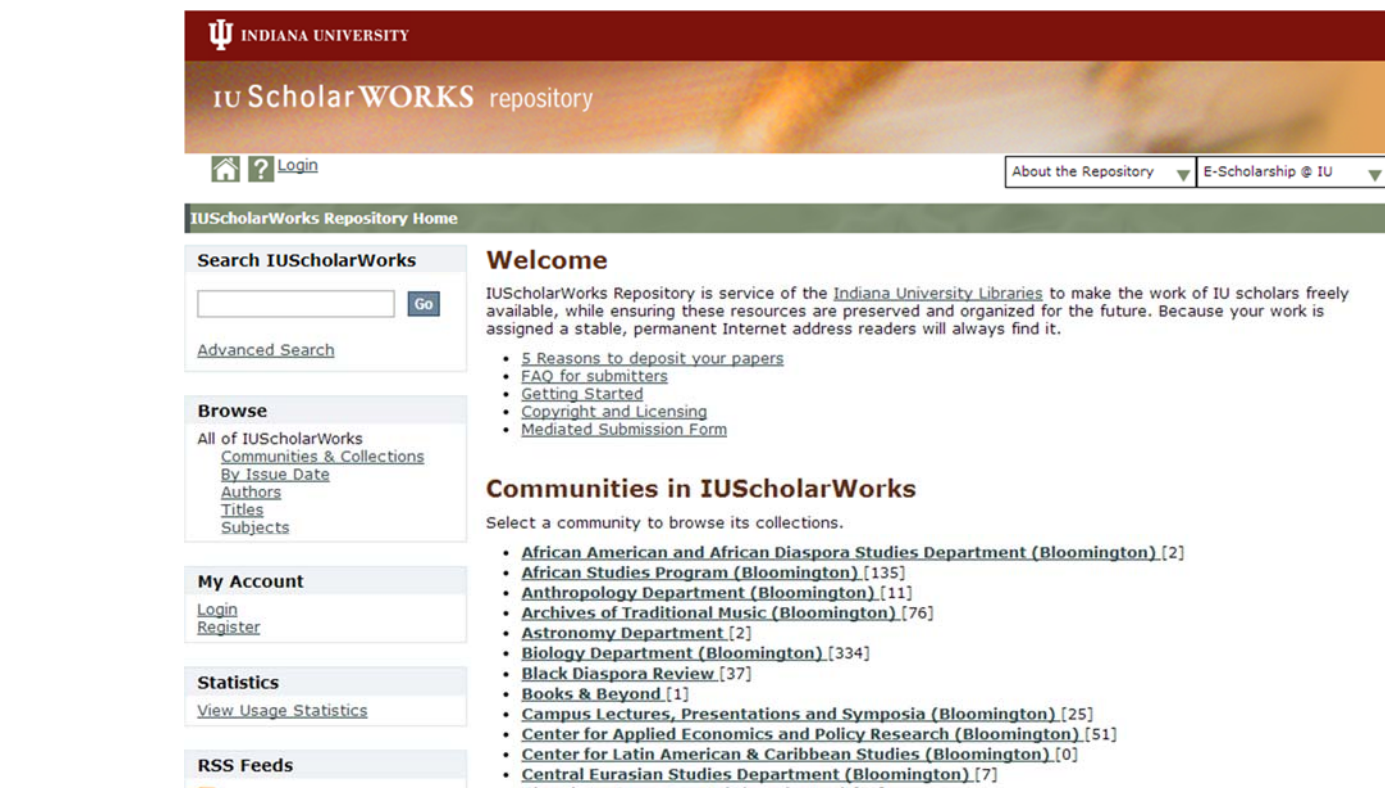 INDIANA UNIVERSITY
IU ScholarWORKS repository
? Login
About the Repository
E-Scholarship @ IU
IUScholarWorks Repository Home
Search IUScholarWorks
Go
Advanced Search
Browse
All of IUScholarWorks
Communities & Collections
By Issue Date
Authors
Titles
Subjects
My Account
Login
Register
Statistics
View Usage Statistics
RSS Feeds
Welcome
IUScholarWorks Repository is service of the Indiana University Libraries to make the work of IU scholars freely
available, while ensuring these resources are preserved and organized for the future. Because your work is
assigned a stable, permanent Internet address readers will always find it.
• 5 Reasons to deposit your papers
• FAQ for submitters
• Getting Started
• Copyright and Licensing
• Mediated Submission Form
Communities in IUScholarWorks
Select a community to browse its collections.
• African American and African Diaspora Studies Department (Bloomington) [2]
• African Studies Program (Bloomington) [135]
• Anthropology Department (Bloomington) [11]
• Archives of Traditional Music (Bloomington) [76]
• Astronomy Department [2]
• Biology Department (Bloomington) [334]
• Black Diaspora Review [37]
• Books & Beyond [1]
• Campus Lectures, Presentations and Symposia (Bloomington) [25]
• Center for Applied Economics and Policy Research (Bloomington) [51]
• Center for Latin American & Caribbean Studies (Bloomington) [0]
• Central Eurasian Studies Department (Bloomington) [7]